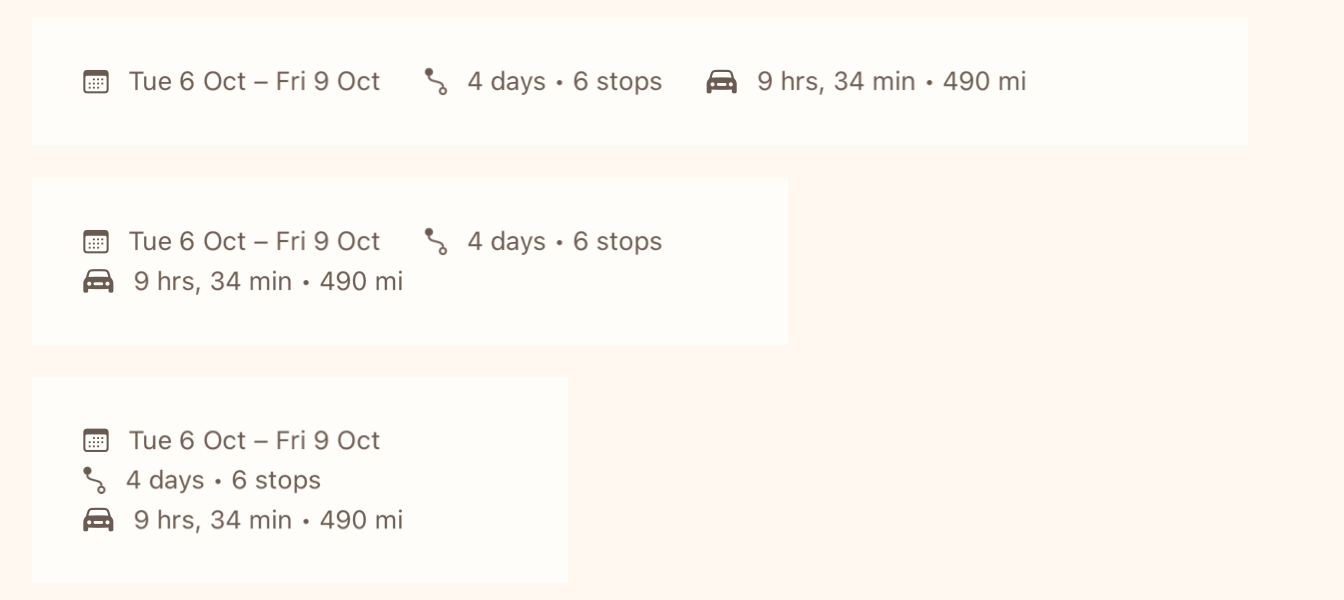 Tue 6 Oct – Fri 9 Oct 4 days • 6 stops 9 hrs, 34 min • 490 mi
Tue 6 Oct – Fri 9 Oct 4 days • 6 stops
9 hrs, 34 min • 490 mi
Tue 6 Oct – Fri 9 Oct
4 days • 6 stops
9 hrs, 34 min • 490 mi